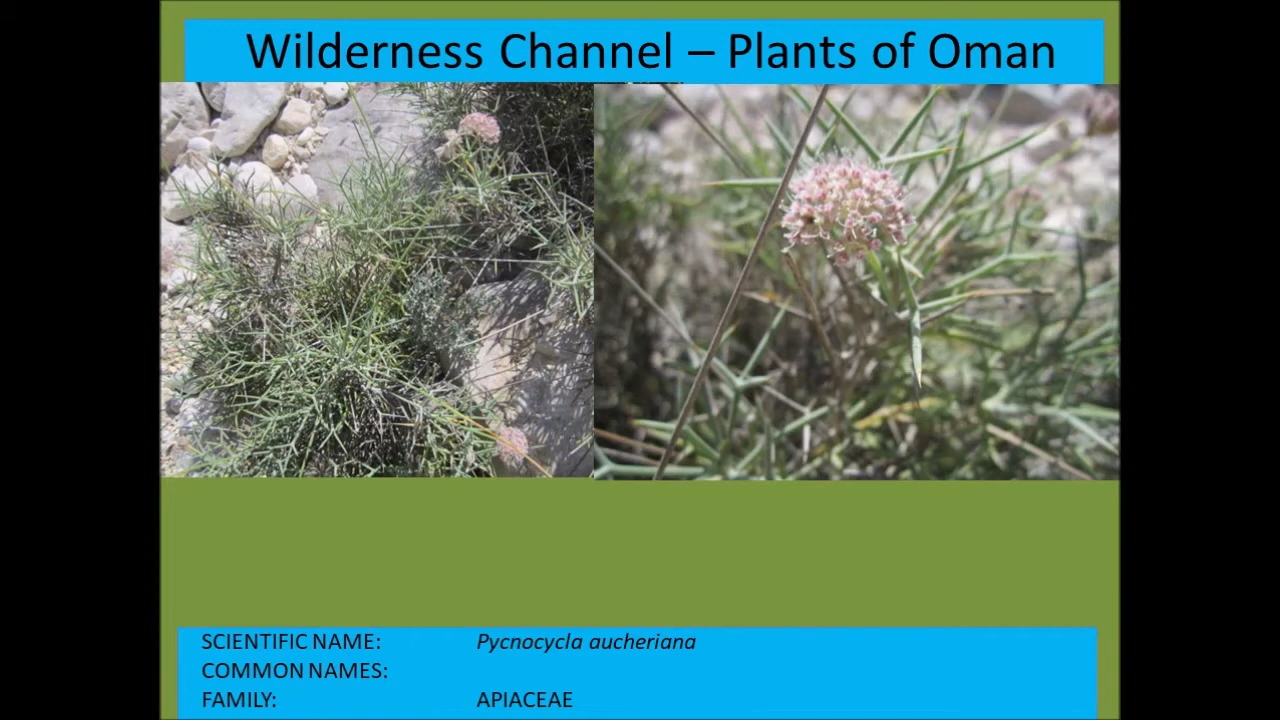 Wilderness Channel – Plants of Oman
SCIENTIFIC NAME: Pycnocycla aucheriana
COMMON NAMES:
FAMILY: APIACEAE